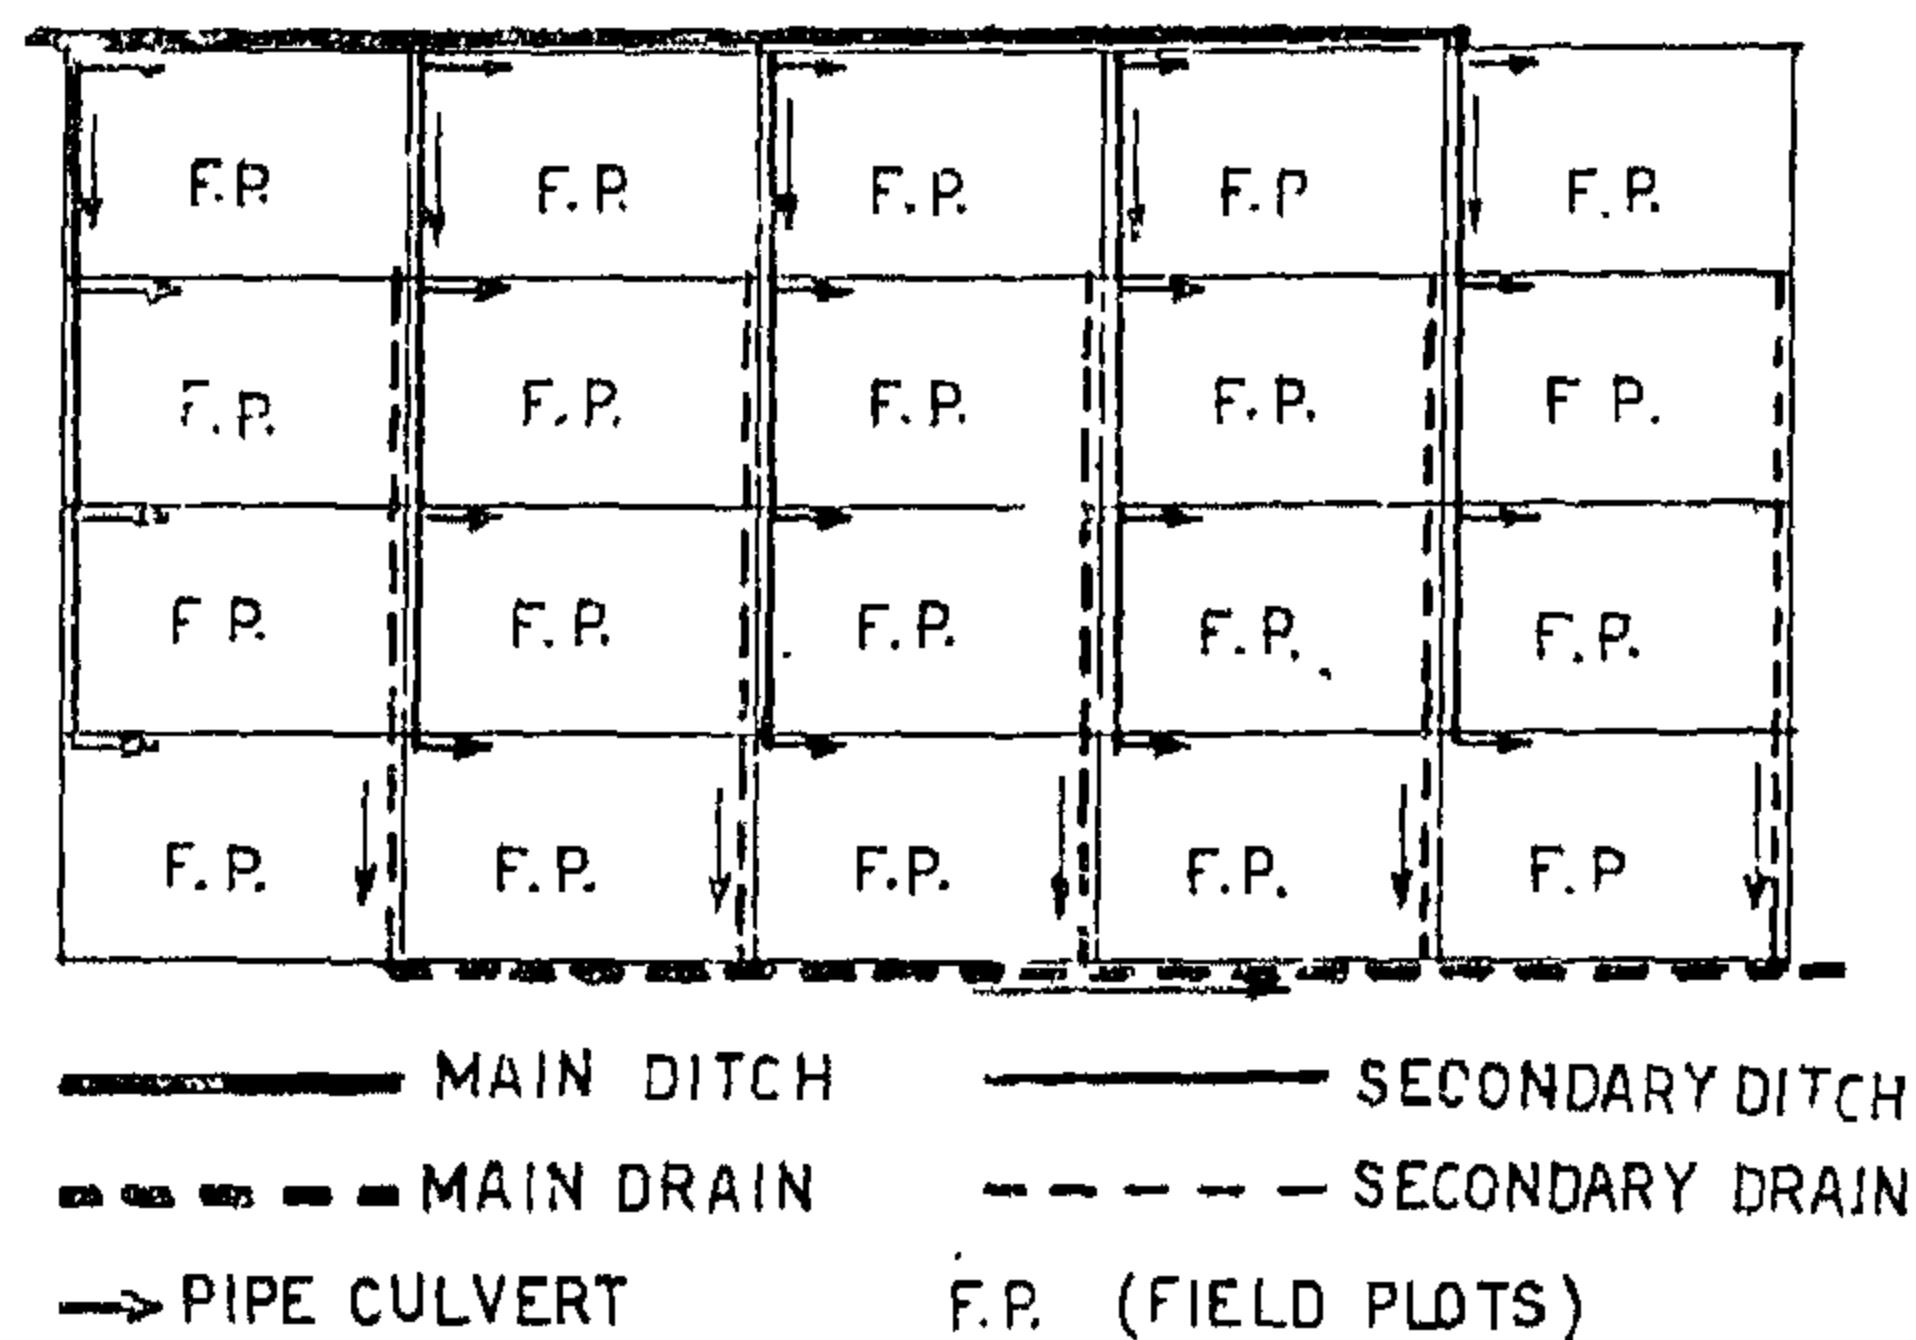 F.P. F.P. F.P. F.P F.P.
F.P. F.P. F.P. F.P. F P.
F P. F.P. F.P. F.P. F.P.
F.P. F.P. F.P. F.P. F.P
MAIN DITCH SECONDARY DITCH
MAIN DRAIN SECONDARY DRAIN
PIPE CULVERT F.P. (FIELD PLOTS)